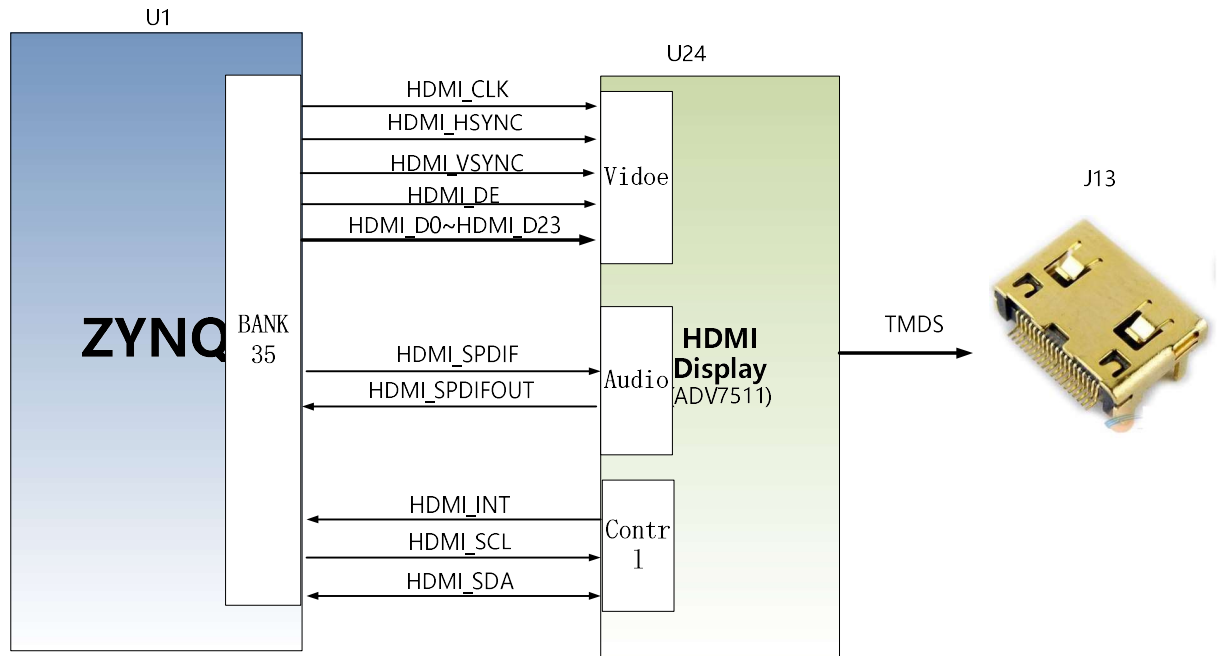 U1
U24
HDMI_CLK
HDMI_HSYNC
HDMI_VSYNC
HDMI_DE
HDMI_D0~HDMI_D23
Vidoe
J13
ZYNQ
BANK
35
HDMI_SPDIF
HDMI_SPDIFOUT
Audio
HDMI
Display
(ADV7511)
TMDS
HDMI_INT
HDMI_SCL
HDMI_SDA
Contr
l